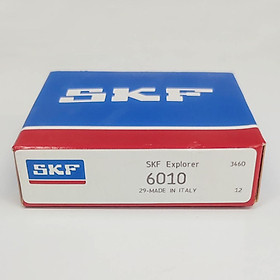 SKF
SKF
SKF Explorer 3460
6010
29-MADE IN ITALY 12